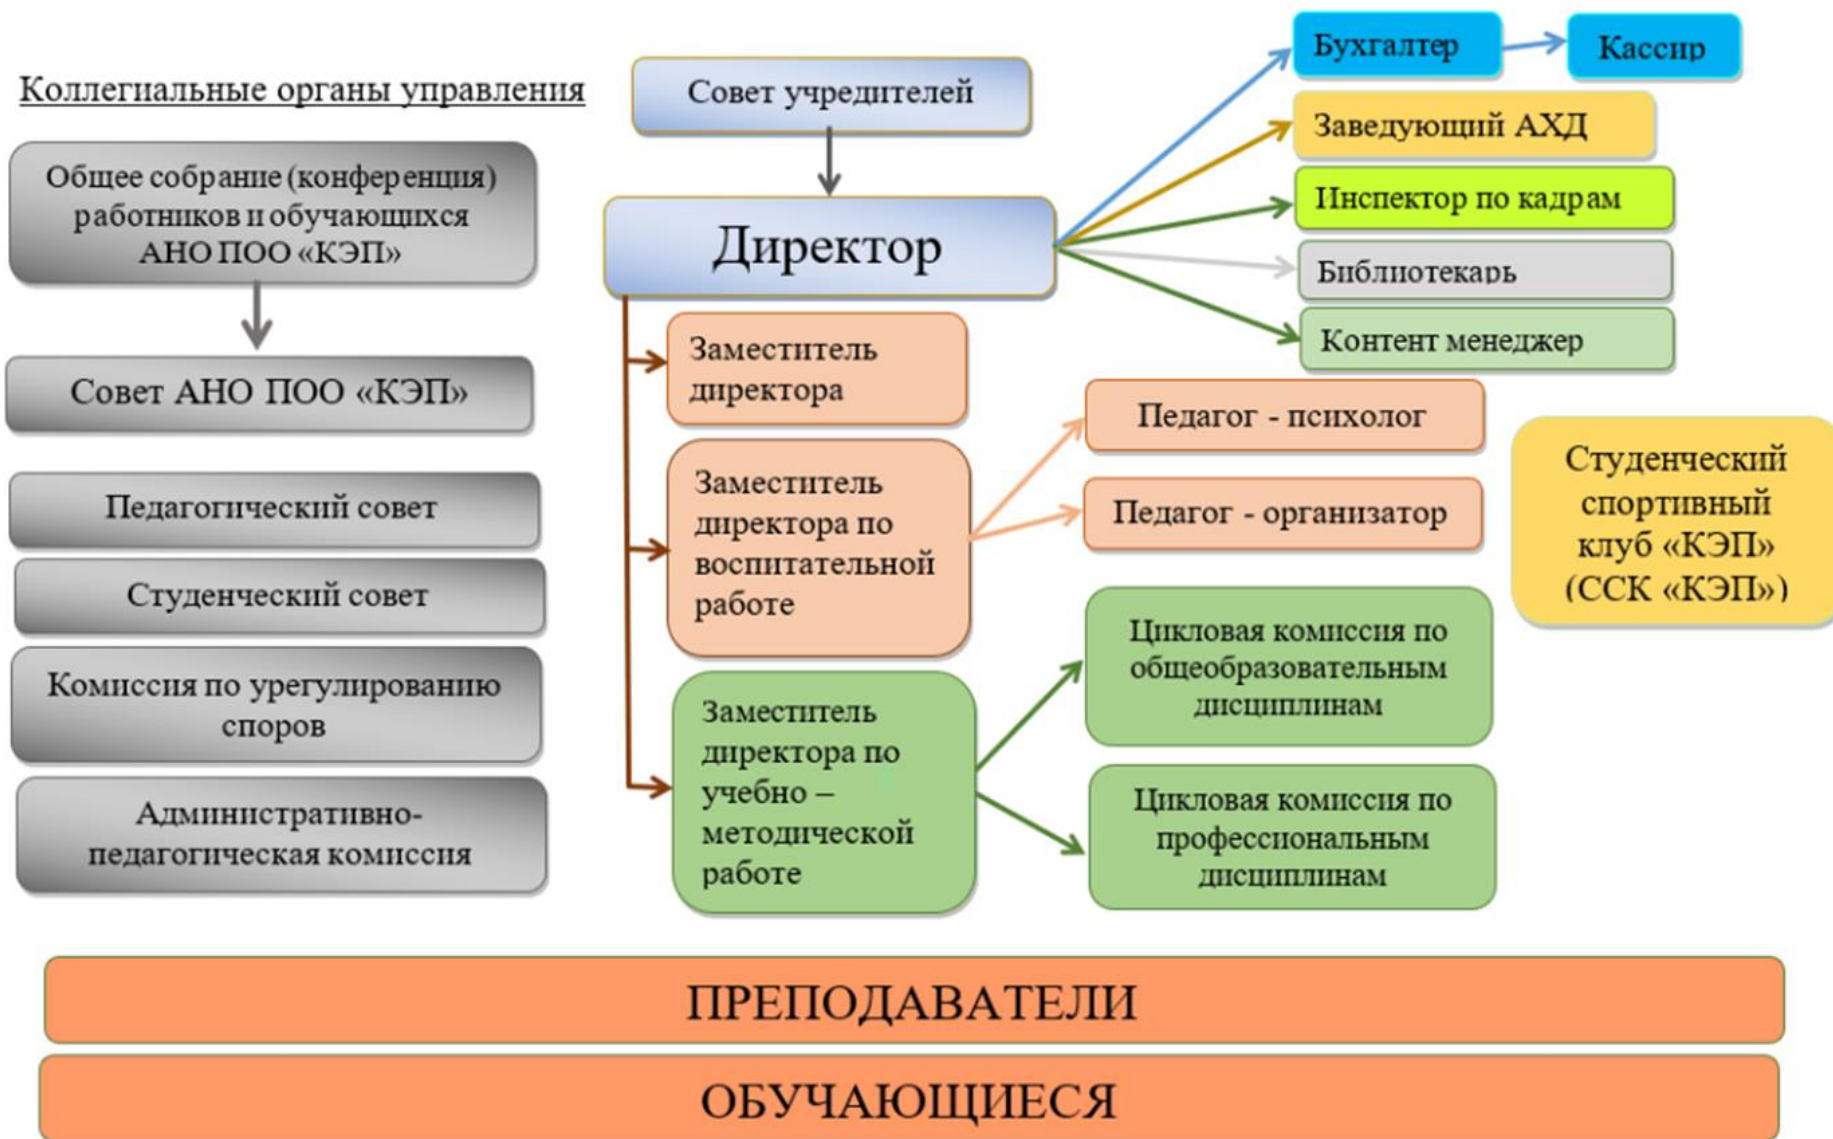 Коллегиальные органы управления
Общее собрание (конференция)
работников и обучающихся
АНО ПОО «КЭП»
Совет АНО ПОО «КЭП»
Педагогический совет
Студенческий совет
Комиссия по урегулированию
споров
Административно-
педагогическая комиссия
Совет учредителей
Директор
Заместитель
директора
Заместитель
директора по
воспитательной
работе
Заместитель
директора по
учебно –
методической
работе
Бухгалтер
Кассир
Заведующий АХД
Инспектор по кадрам
Библиотекарь
Контент менеджер
Педагог - психолог
Педагог - организатор
Цикловая комиссия по
общеобразовательным
дисциплинам
Цикловая комиссия по
профессиональным
дисциплинам
Студенческий
спортивный
клуб «КЭП»
(ССК «КЭП»)
ПРЕПОДАВАТЕЛИ
ОБУЧАЮЩИЕСЯ